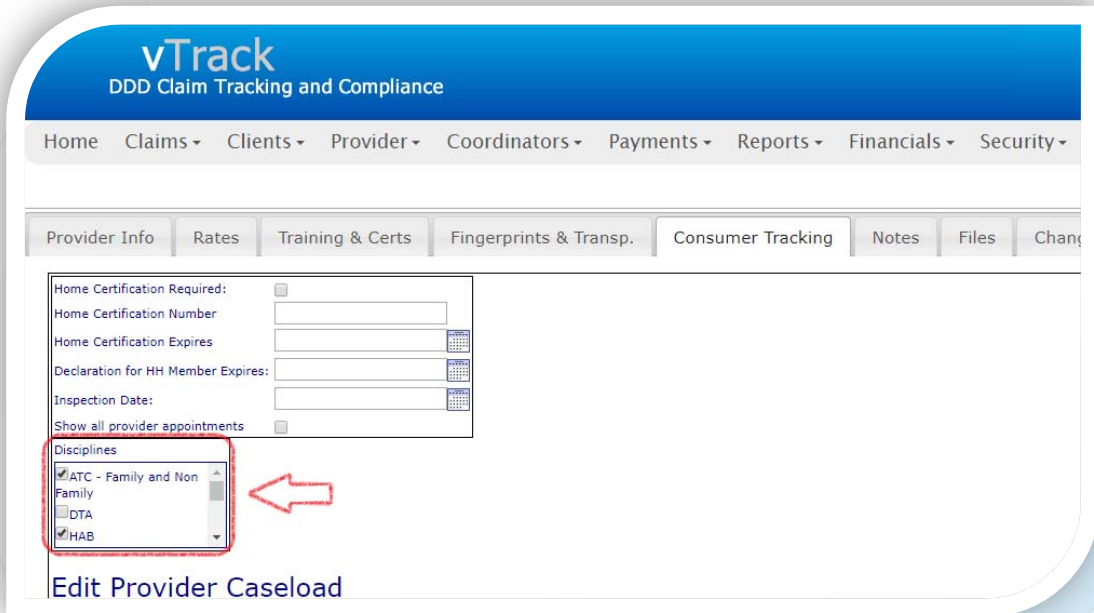 vTrack
DDD Claim Tracking and Compliance
Home Claims Clients Provider Coordinators Payments Reports Financials Security
Provider Info Rates Training & Certs Fingerprints & Transp. Consumer Tracking Notes Files Chang
Home Certification Required:
Home Certification Number
Home Certification Expires
Declaration for HH Member Expires:
Inspection Date:
Show all provider appointments
Disciplines
ATC - Family and Non
Family
DTA
HAB
Edit Provider Caseload